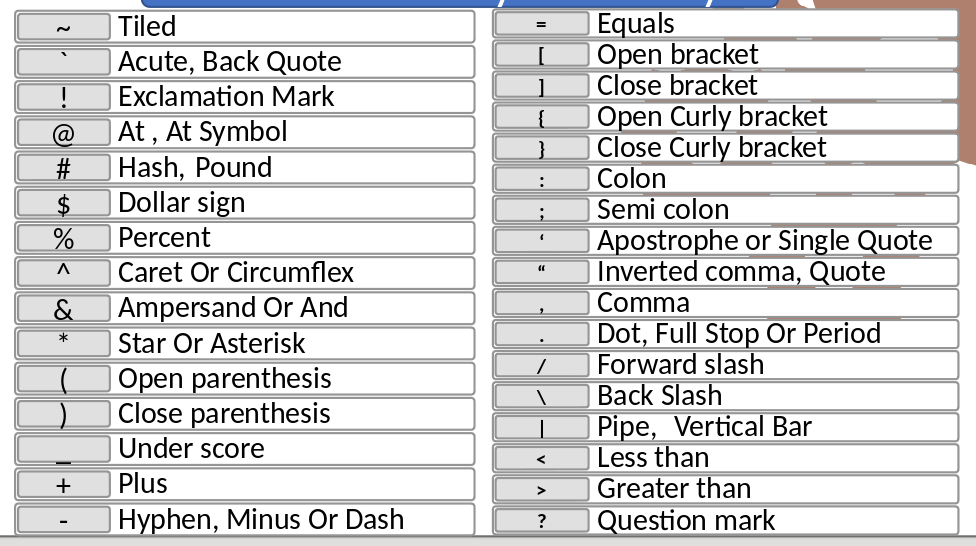 ~ Tiled
` Acute, Back Quote
! Exclamation Mark
@ At , At Symbol
# Hash, Pound
$ Dollar sign
% Percent
^ Caret Or Circumflex
& Ampersand Or And
* Star Or Asterisk
( Open parenthesis
) Close parenthesis
_ Under score
+ Plus
- Hyphen, Minus Or Dash
= Equals
[ Open bracket
] Close bracket
{ Open Curly bracket
} Close Curly bracket
: Colon
; Semi colon
‘ Apostrophe or Single Quote
“ Inverted comma, Quote
, Comma
. Dot, Full Stop Or Period
/ Forward slash
\ Back Slash
| Pipe, Vertical Bar
< Less than
> Greater than
? Question mark